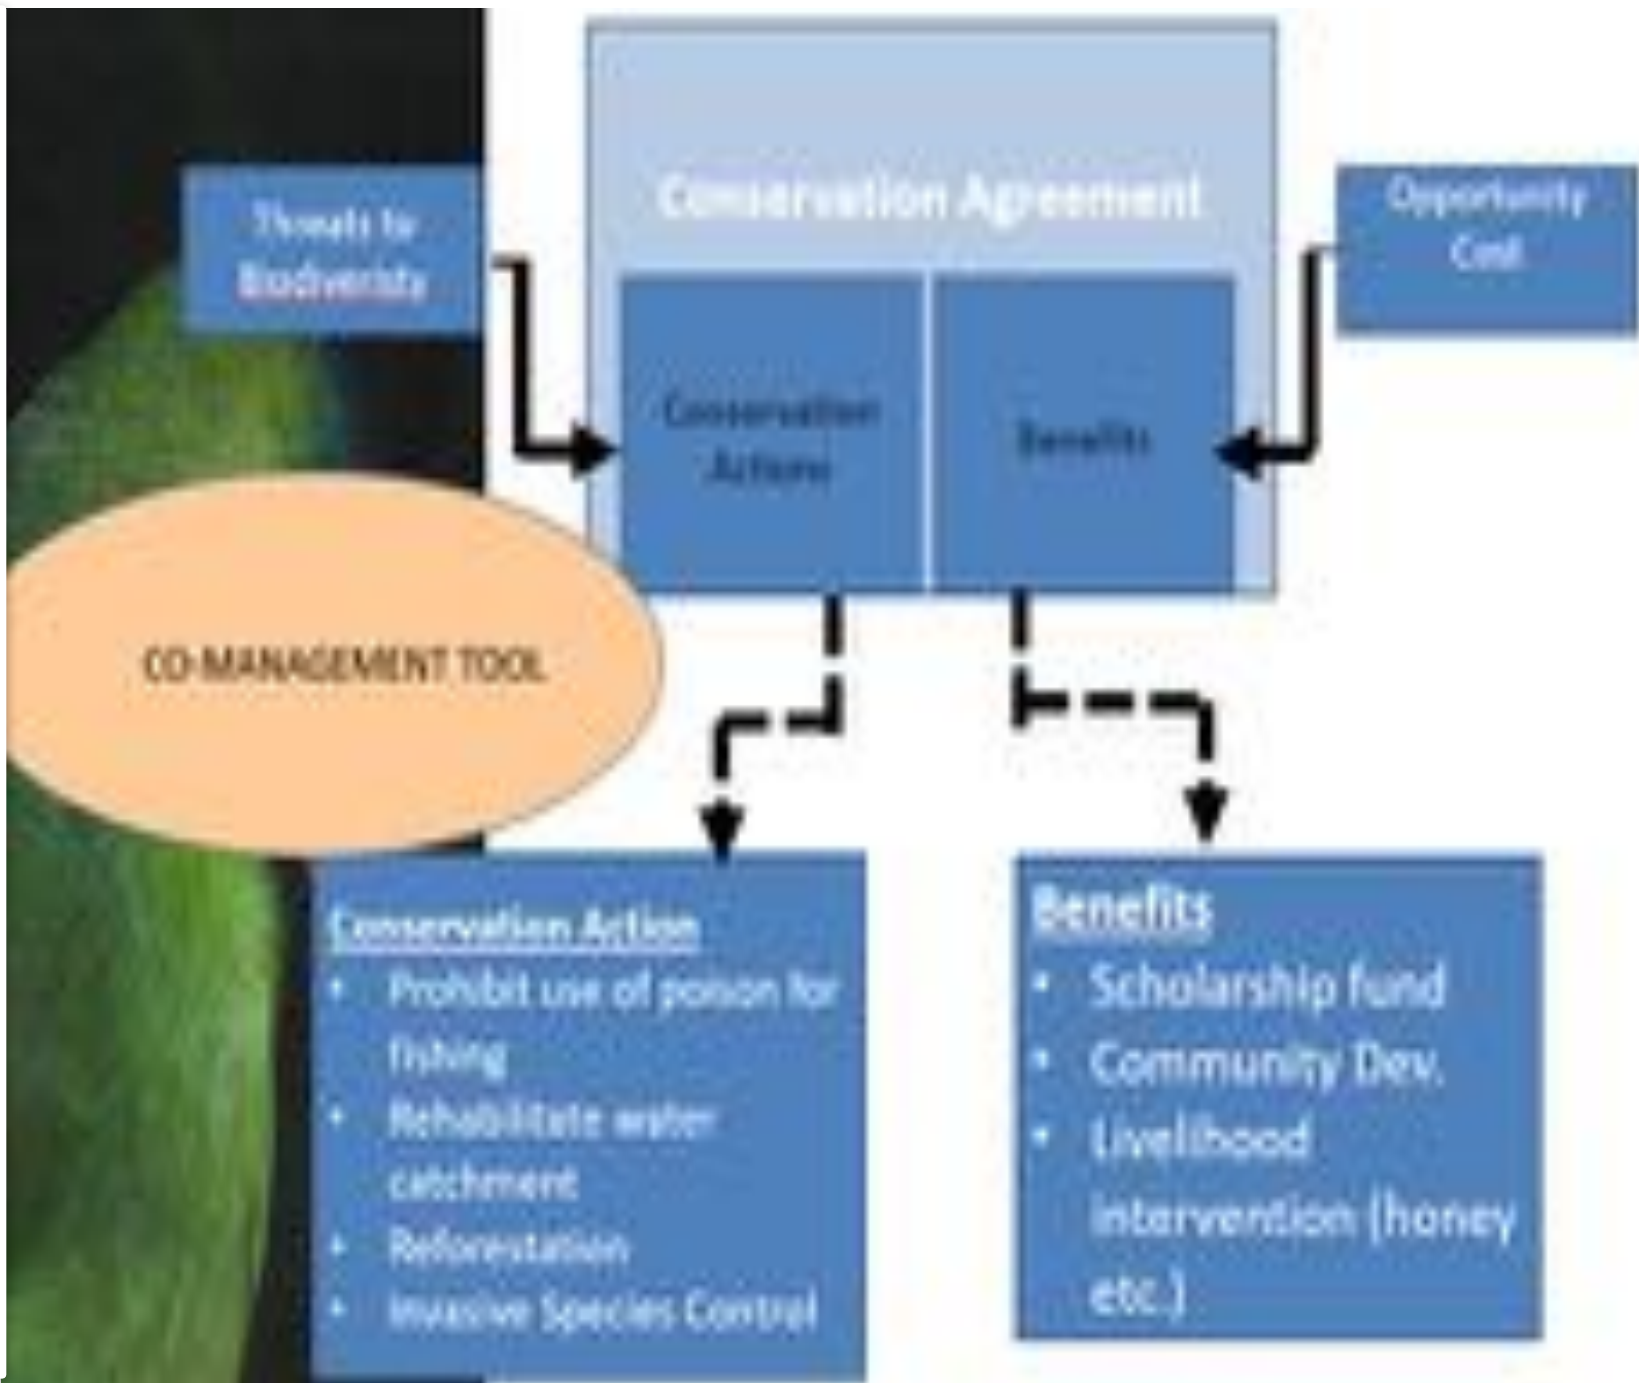 Conservation Agreement
Threats to
Biodiveristy
Opportunity
Cost
Conservation
Actions
Benefits
CO-MANAGEMENT TOOL
Conservation Action
• Prohibit use of poison for
fishing
• Rehabilitate water
catchment
• Reforestation
• Invasive Species Control
Benefits
• Scholarship fund
• Community Dev.
• Livelihood
intervention (honey
etc.)